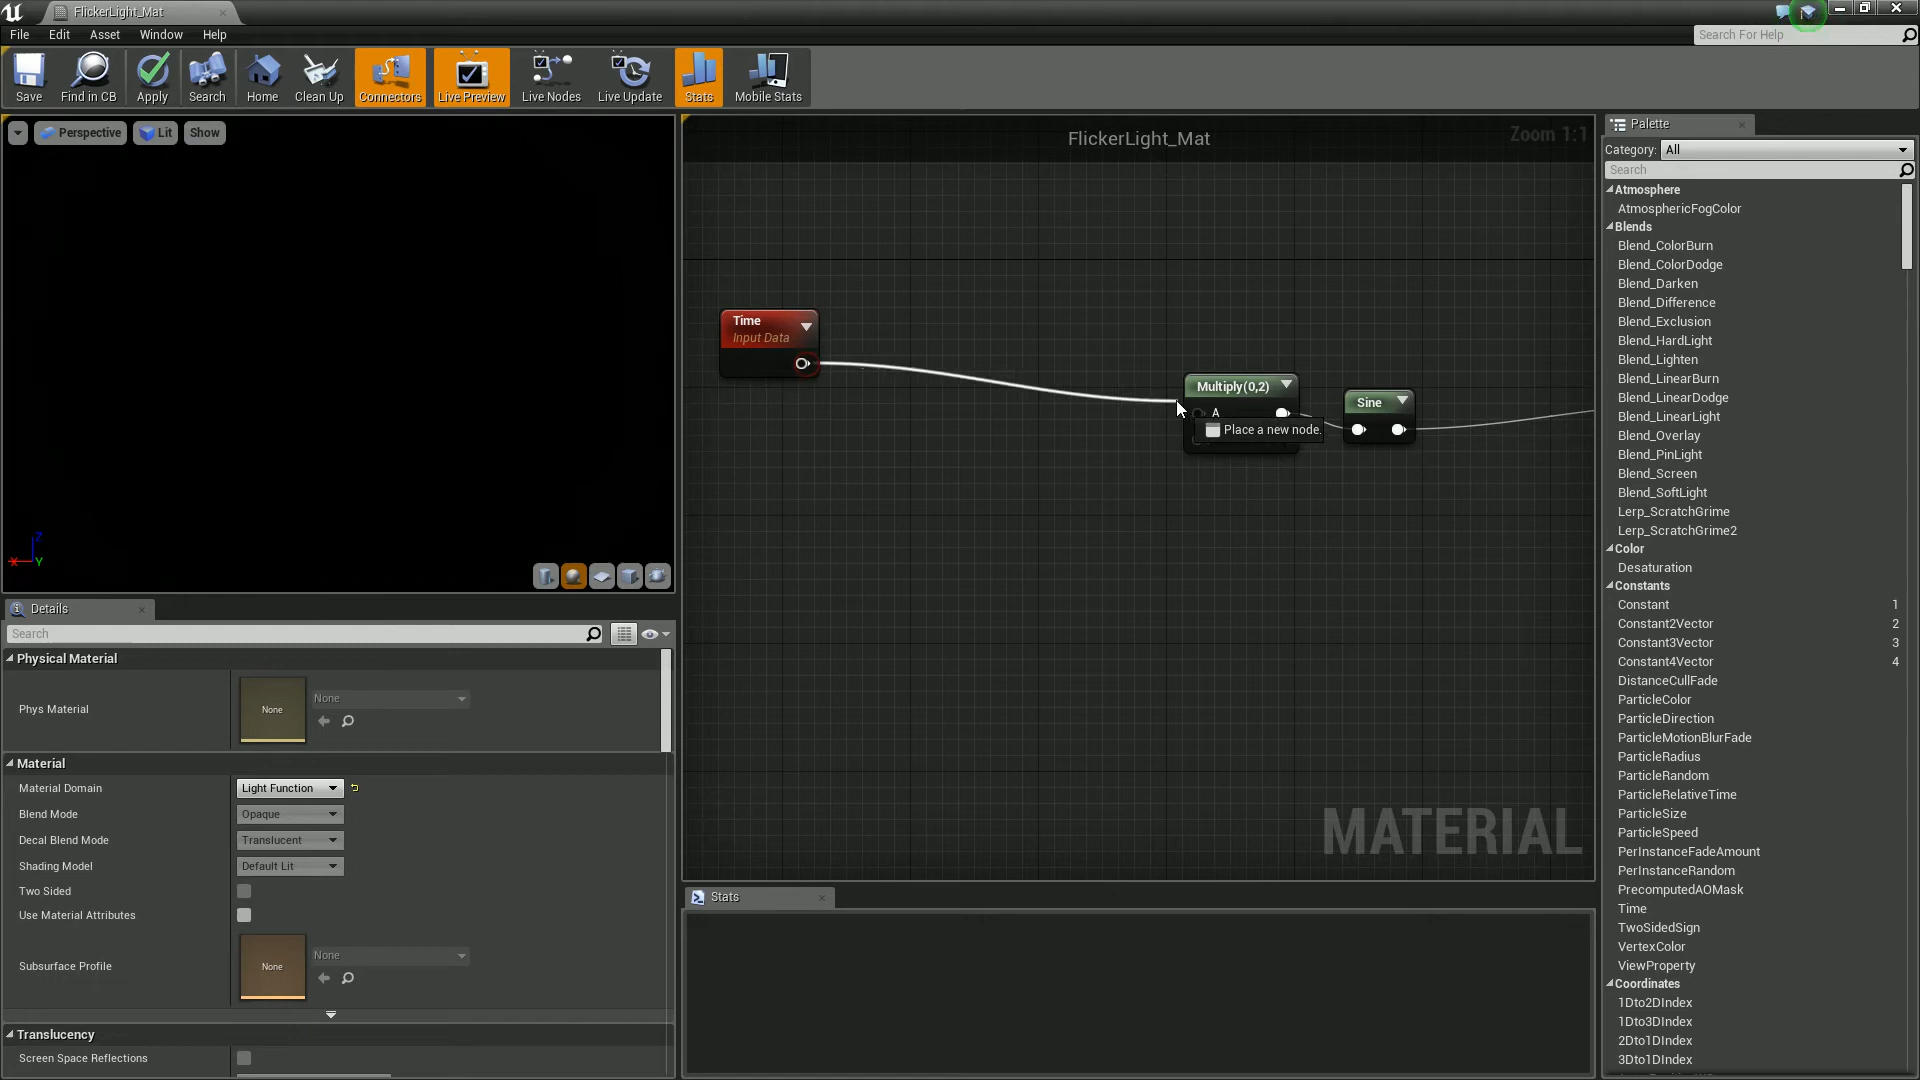 FlickerLight_Mat
File Edit Asset Window Help
Search For Help
Save Find in CB Apply Search Home Clean Up Connectors Live Preview Live Nodes Live Update Stats Mobile Stats
Perspective Lit Show
Z
X
Y
FlickerLight_Mat
Zoom 1:1
Time
Input Data
Multiply(0,2)
A
Place a new node.
Sine
MATERIAL
Details
Search
Physical Material
Phys Material
None
None
Material
Material Domain
Light Function
Blend Mode
Opaque
Decal Blend Mode
Translucent
Shading Model
Default Lit
Two Sided
Use Material Attributes
Subsurface Profile
None
None
Translucency
Screen Space Reflections
Stats
Palette
Category: All
Search
Atmosphere
AtmosphericFogColor
Blends
Blend_ColorBurn
Blend_ColorDodge
Blend_Darken
Blend_Difference
Blend_Exclusion
Blend_HardLight
Blend_Lighten
Blend_LinearBurn
Blend_LinearDodge
Blend_LinearLight
Blend_Overlay
Blend_PinLight
Blend_Screen
Blend_SoftLight
Lerp_ScratchGrime
Lerp_ScratchGrime2
Color
Desaturation
Constants
Constant 1
Constant2Vector 2
Constant3Vector 3
Constant4Vector 4
DistanceCullFade
ParticleColor
ParticleDirection
ParticleMotionBlurFade
ParticleRadius
ParticleRandom
ParticleRelativeTime
ParticleSize
ParticleSpeed
PerInstanceFadeAmount
PerInstanceRandom
PrecomputedAOMask
Time
TwoSidedSign
VertexColor
ViewProperty
Coordinates
1Dto2DIndex
1Dto3DIndex
2Dto1DIndex
3Dto1DIndex